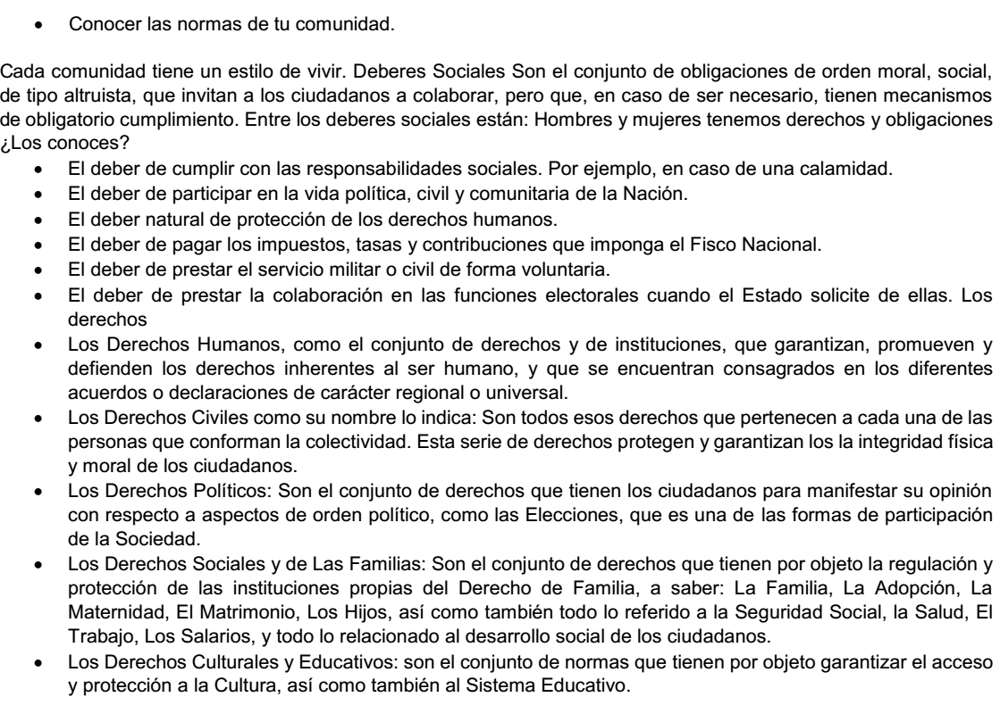 • Conocer las normas de tu comunidad.
Cada comunidad tiene un estilo de vivir. Deberes Sociales Son el conjunto de obligaciones de orden moral, social,
de tipo altruista, que invitan a los ciudadanos a colaborar, pero que, en caso de ser necesario, tienen mecanismos
de obligatorio cumplimiento. Entre los deberes sociales están: Hombres y mujeres tenemos derechos y obligaciones
¿Los conoces?
• El deber de cumplir con las responsabilidades sociales. Por ejemplo, en caso de una calamidad.
• El deber de participar en la vida política, civil y comunitaria de la Nación.
• El deber natural de protección de los derechos humanos.
• El deber de pagar los impuestos, tasas y contribuciones que imponga el Fisco Nacional.
• El deber de prestar el servicio militar o civil de forma voluntaria.
• El deber de prestar la colaboración en las funciones electorales cuando el Estado solicite de ellas. Los
derechos
• Los Derechos Humanos, como el conjunto de derechos y de instituciones, que garantizan, promueven y
defienden los derechos inherentes al ser humano, y que se encuentran consagrados en los diferentes
acuerdos o declaraciones de carácter regional o universal.
• Los Derechos Civiles como su nombre lo indica: Son todos esos derechos que pertenecen a cada una de las
personas que conforman la colectividad. Esta serie de derechos protegen y garantizan los la integridad física
y moral de los ciudadanos.
• Los Derechos Políticos: Son el conjunto de derechos que tienen los ciudadanos para manifestar su opinión
con respecto a aspectos de orden político, como las Elecciones, que es una de las formas de participación
de la Sociedad.
• Los Derechos Sociales y de Las Familias: Son el conjunto de derechos que tienen por objeto la regulación y
protección de las instituciones propias del Derecho de Familia, a saber: La Familia, La Adopción, La
Maternidad, El Matrimonio, Los Hijos, así como también todo lo referido a la Seguridad Social, la Salud, El
Trabajo, Los Salarios, y todo lo relacionado al desarrollo social de los ciudadanos.
• Los Derechos Culturales y Educativos: son el conjunto de normas que tienen por objeto garantizar el acceso
y protección a la Cultura, así como también al Sistema Educativo.